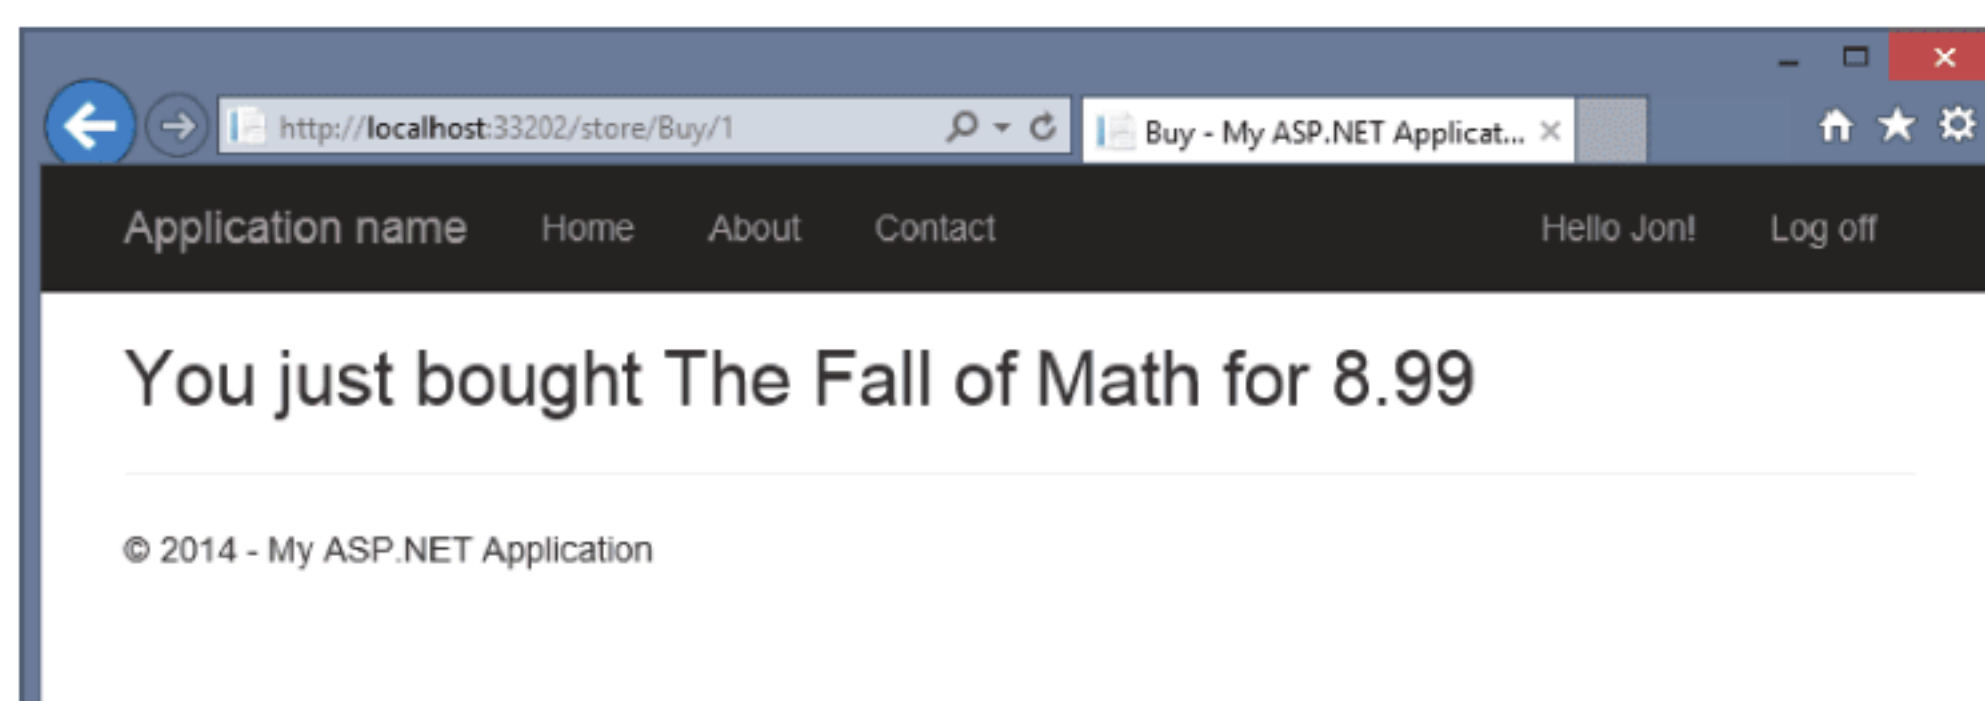 http://localhost:33202/store/Buy/1
Buy - My ASP.NET Applicat...
Application name Home About Contact Hello Jon! Log off
You just bought The Fall of Math for 8.99
© 2014 - My ASP.NET Application